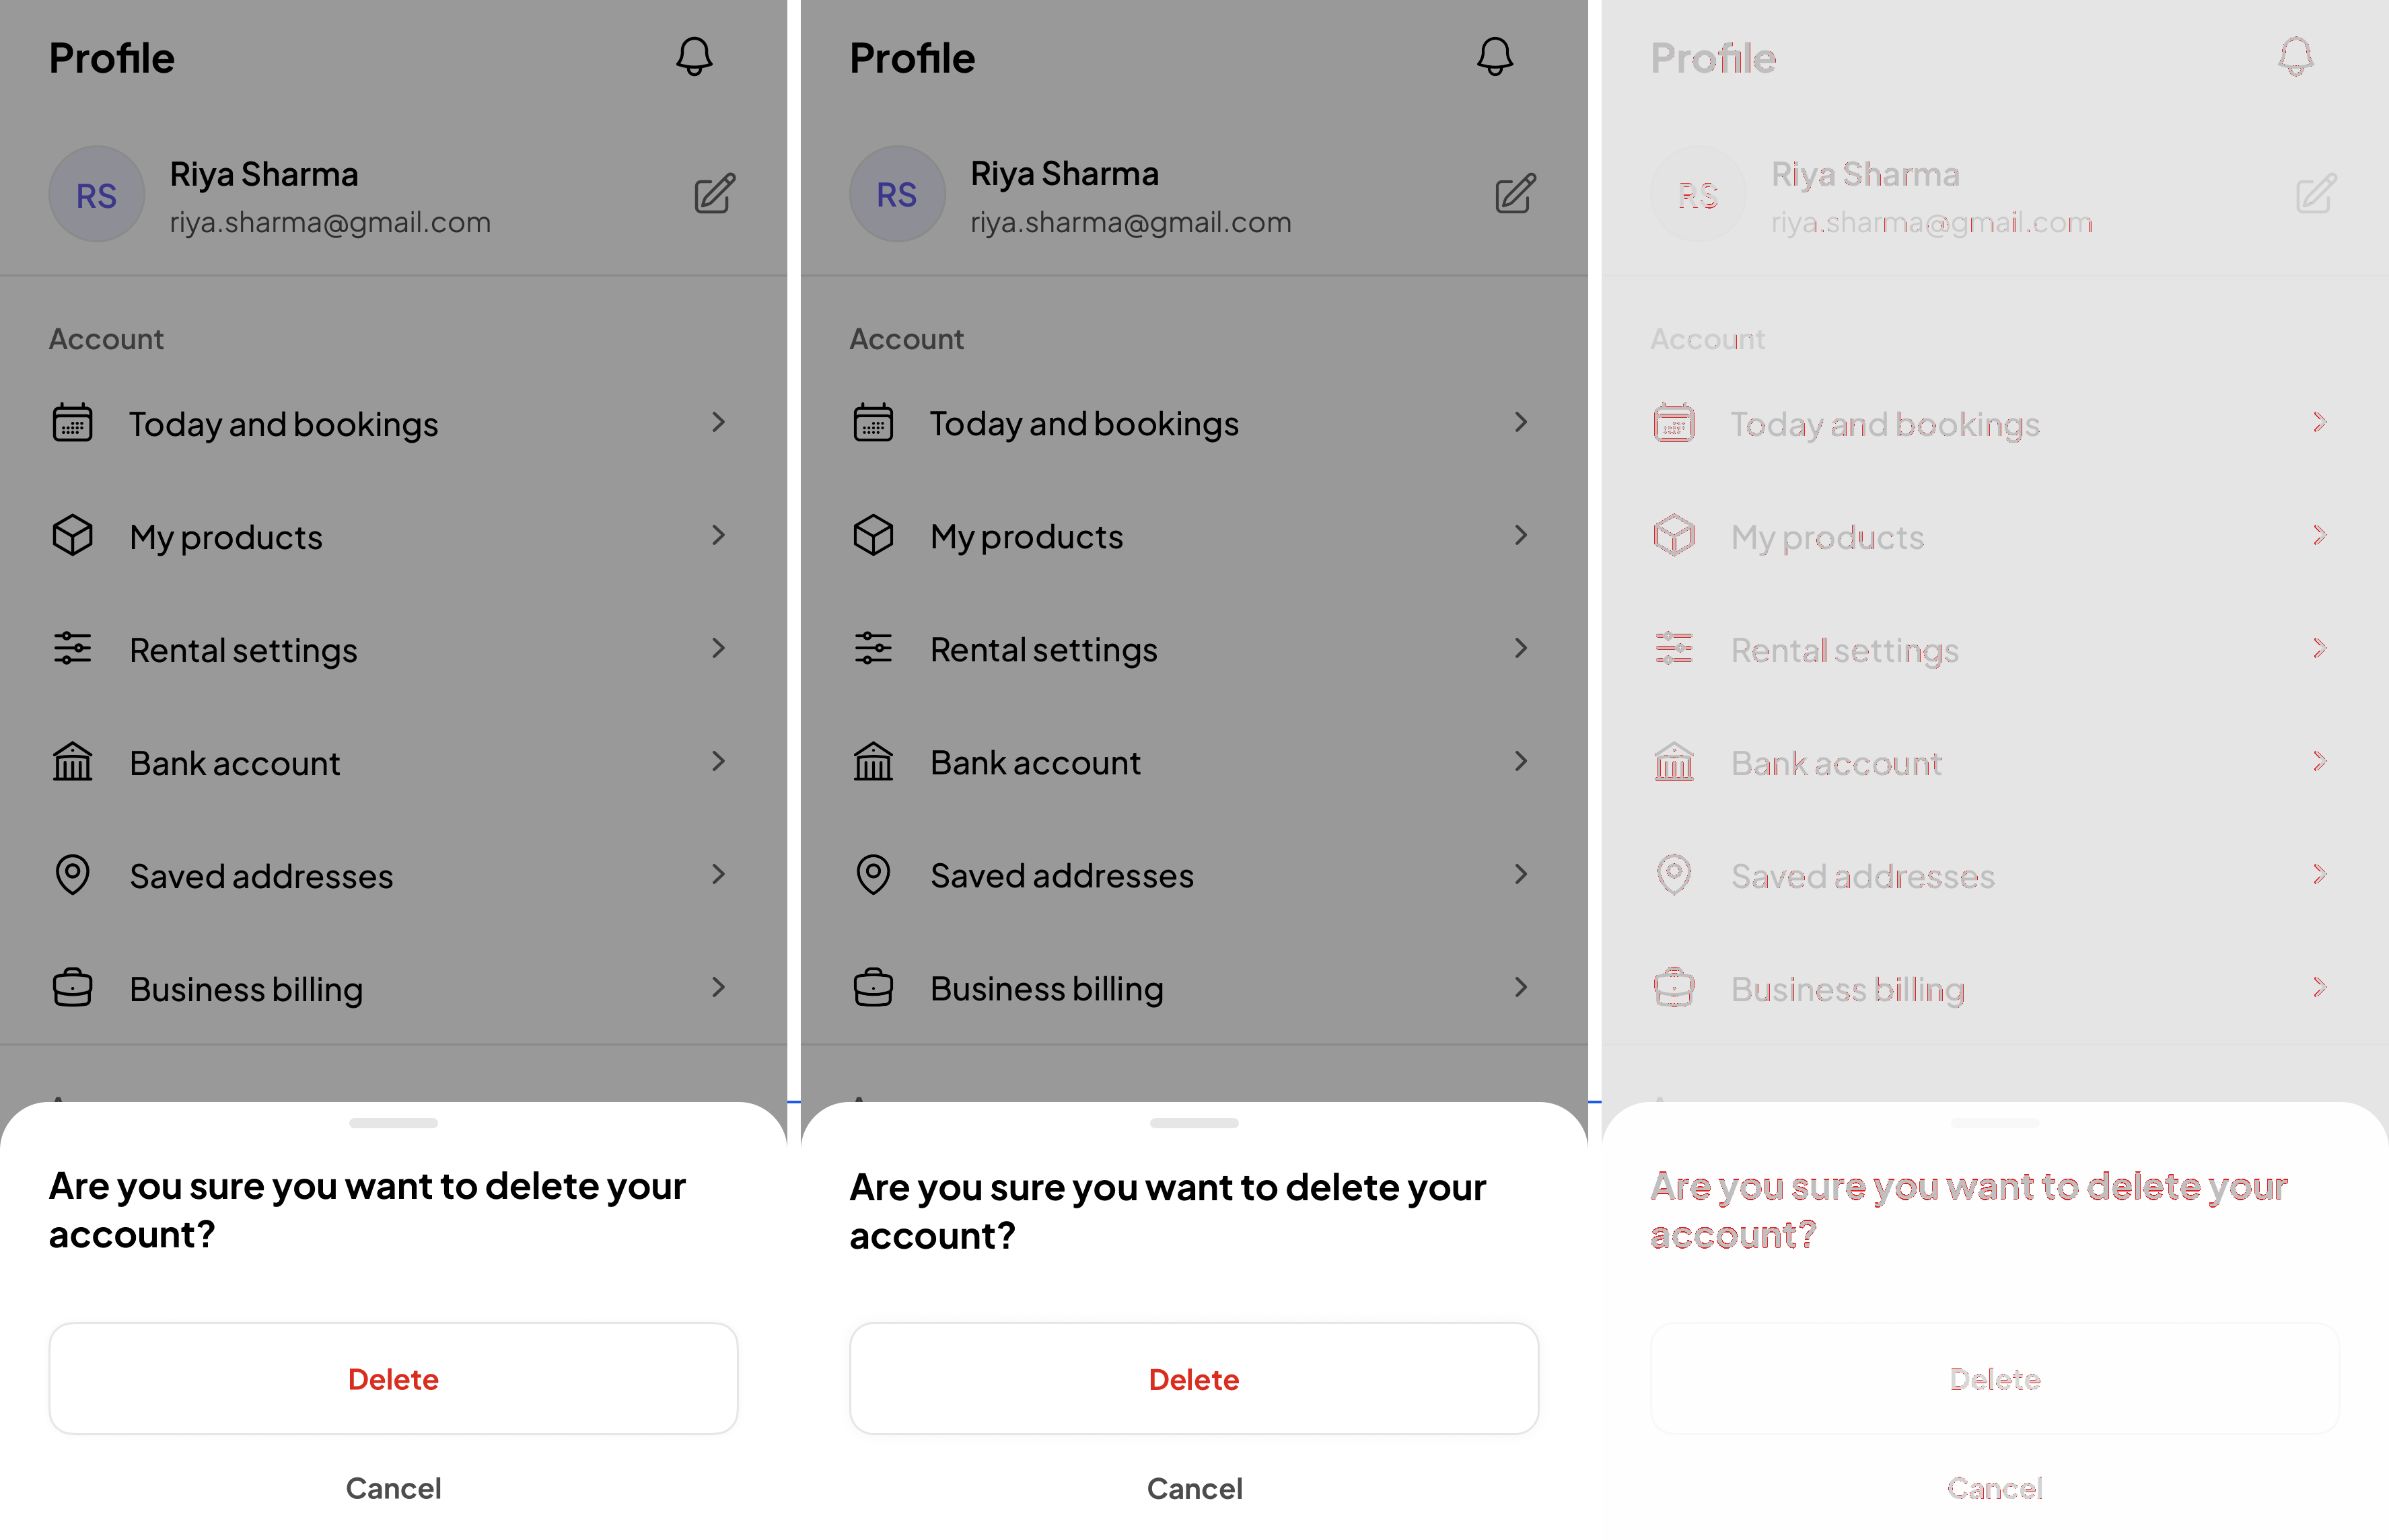 Profile
RS
Riya Sharma
riya.sharma@gmail.com
Account
Today and bookings
My products
Rental settings
Bank account
Saved addresses
Business billing
Are you sure you want to delete your
account?
Delete
Cancel
Profile
RS
Riya Sharma
riya.sharma@gmail.com
Account
Today and bookings
My products
Rental settings
Bank account
Saved addresses
Business billing
Are you sure you want to delete your
account?
Delete
Cancel
Profile
RS
Riya Sharma
riya.sharma@gmail.com
Account
Today and bookings
My products
Rental settings
Bank account
Saved addresses
Business billing
Are you sure you want to delete your
account?
Delete
Cancel